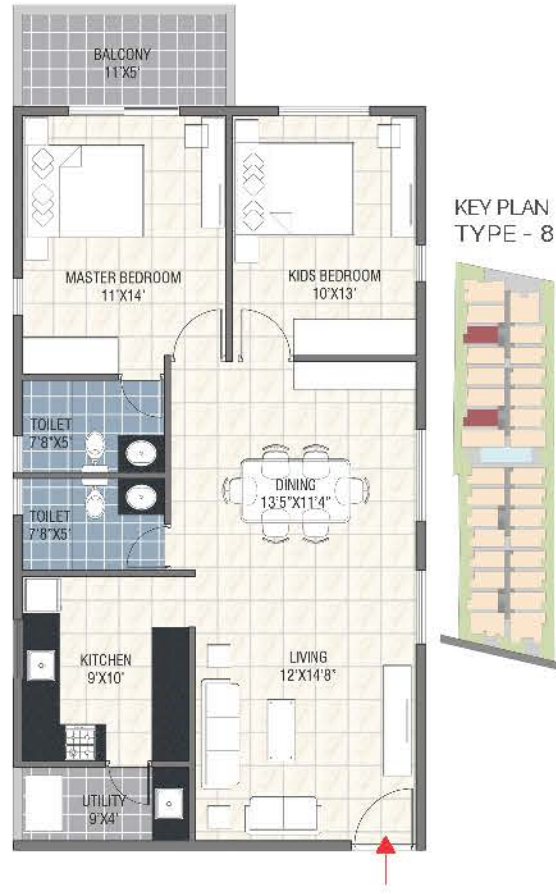 BALCONY
11'X5'
MASTER BEDROOM
11'X14'
KIDS BEDROOM
10'X13'
KEY PLAN
TYPE - 8
TOILET
7'8"X5'
DINING
13'5"X11'4"
TOILET
7'8"X5'
KITCHEN
9'X10'
LIVING
12'X14'8"
UTILITY
9'X4'